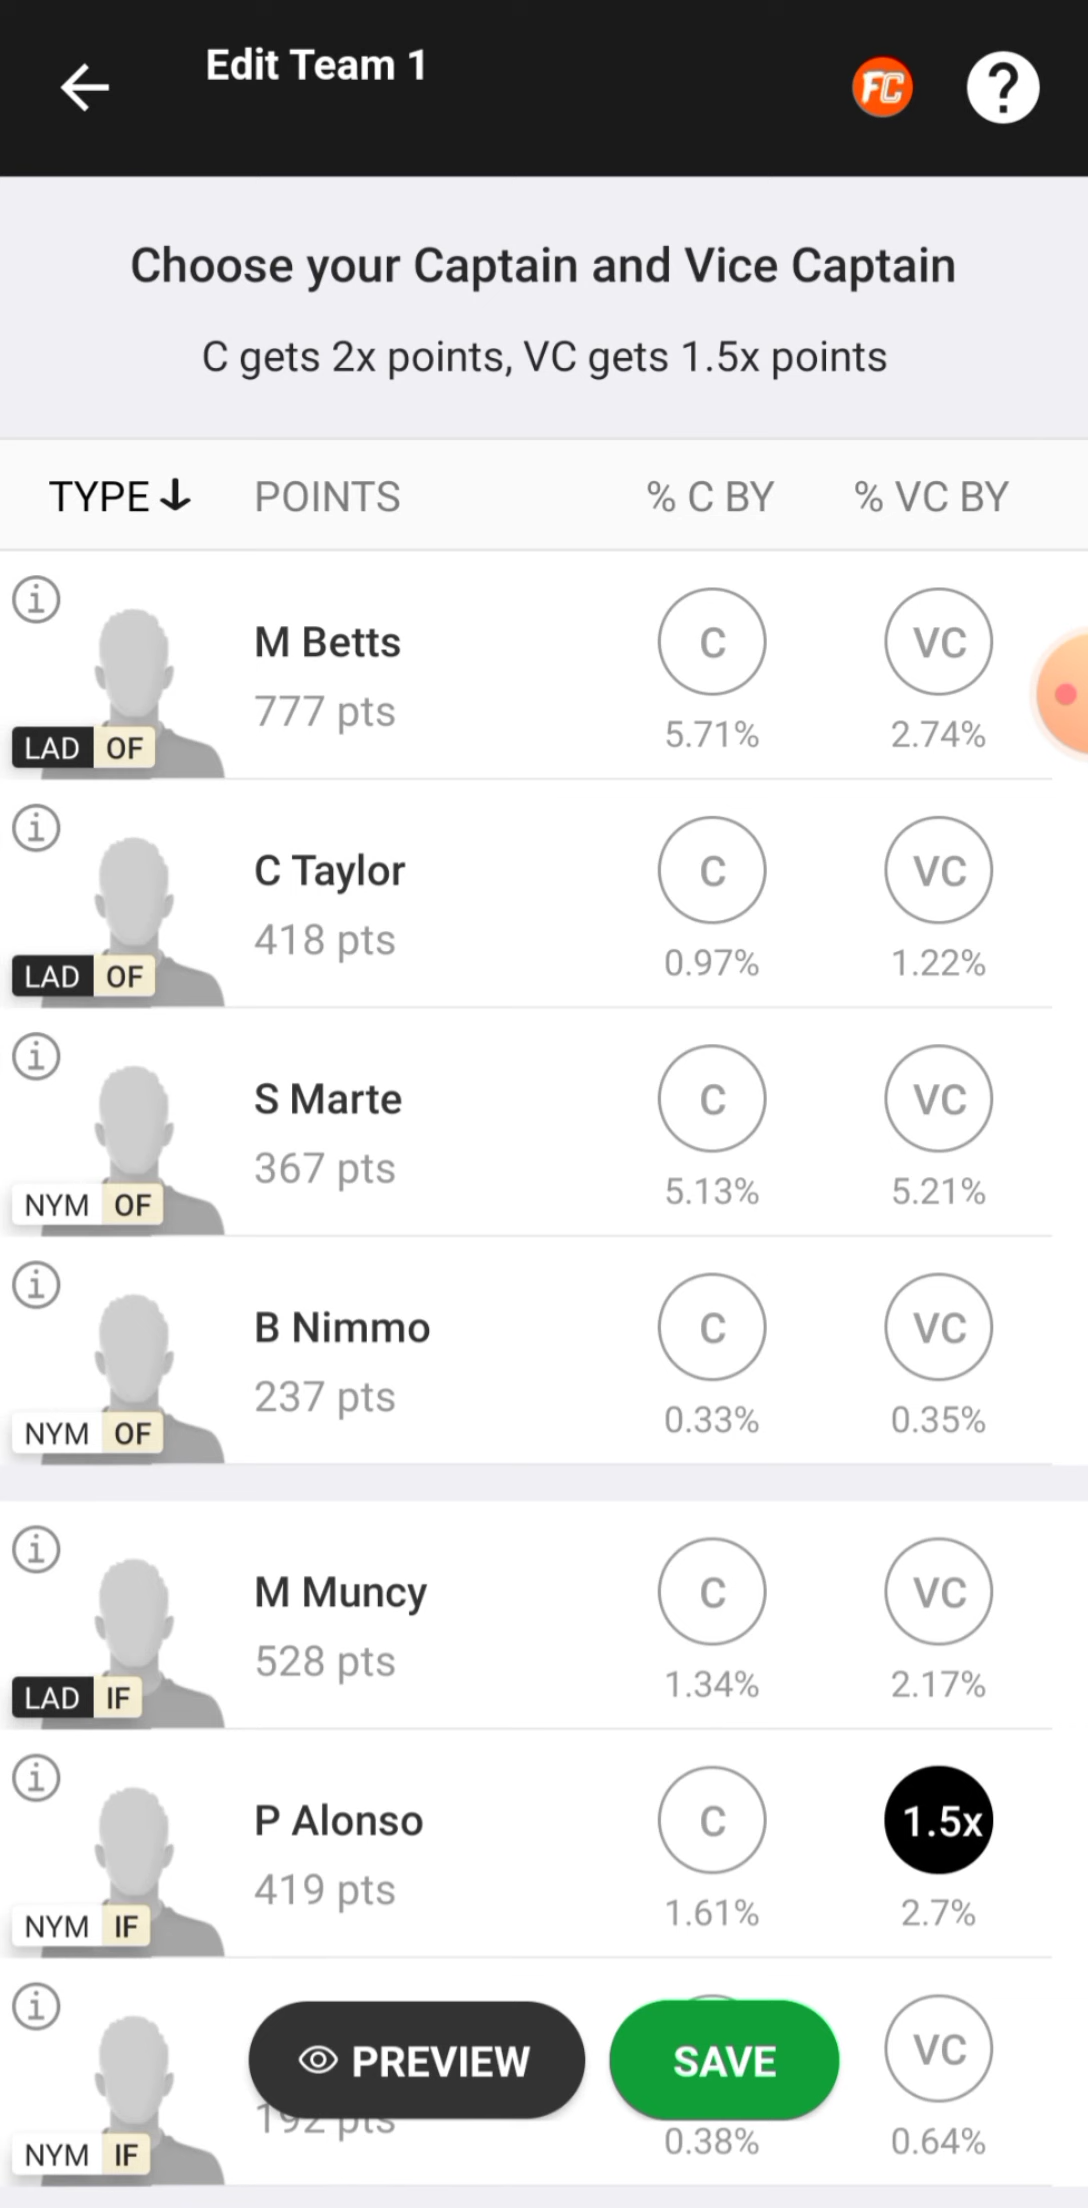 Edit Team 1
FC
?
Choose your Captain and Vice Captain
C gets 2x points, VC gets 1.5x points
TYPE POINTS % C BY % VC BY
M Betts
777 pts
C
5.71%
VC
2.74%
LAD OF
C Taylor
418 pts
C
0.97%
VC
1.22%
LAD OF
S Marte
367 pts
C
5.13%
VC
5.21%
NYM OF
B Nimmo
237 pts
C
0.33%
VC
0.35%
NYM OF
M Muncy
528 pts
C
1.34%
VC
2.17%
LAD IF
P Alonso
419 pts
C
1.61%
1.5x
2.7%
NYM IF
PREVIEW
SAVE
VC
192 pts
0.38%
0.64%
NYM IF